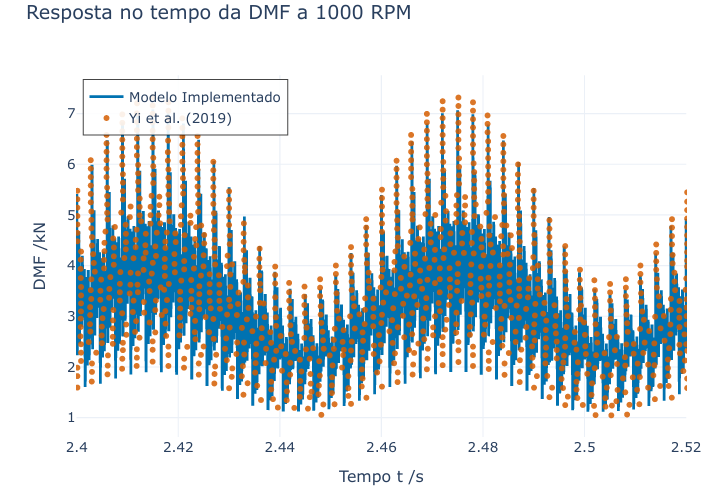 Resposta no tempo da DMF a 1000 RPM
Modelo Implementado
Yi et al. (2019)
7
6
5
4
3
2
1
DMF /kN
2.4 2.42 2.44 2.46 2.48 2.5 2.52
Tempo t /s